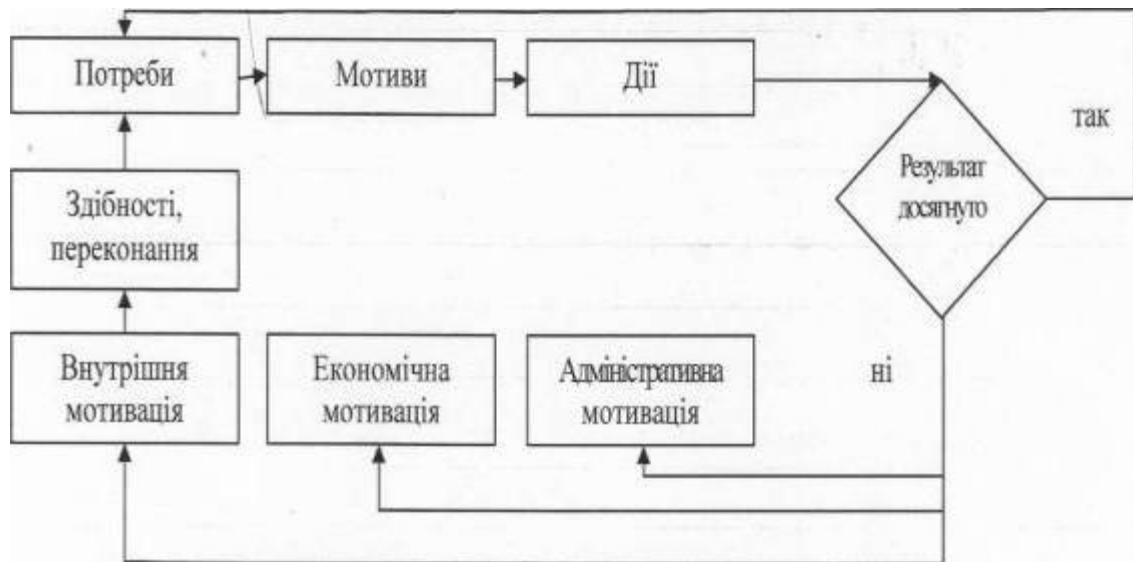 Потреби
Мотиви
Дії
так
Результат
досягнуто
Здібності,
переконання
Внутрішня
мотивація
Економічна
мотивація
Адміністративна
мотивація
ні